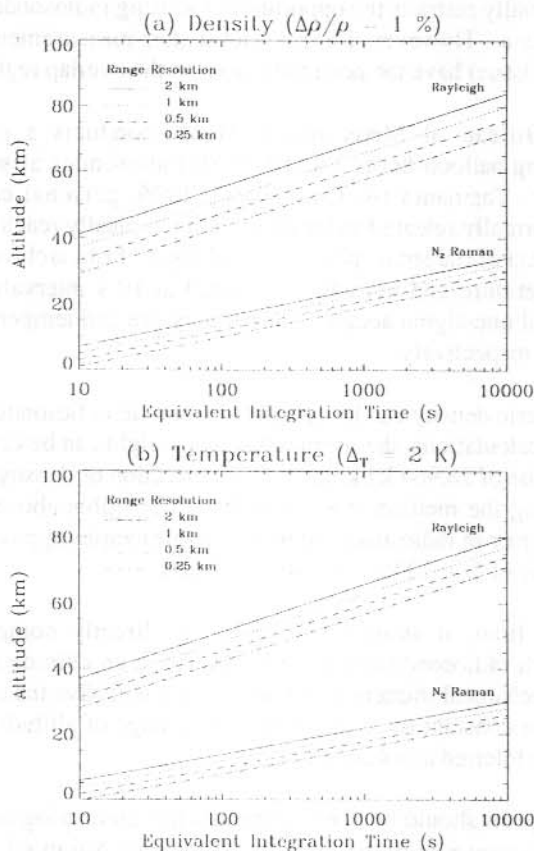 (a) Density (Δρ/ρ - 1 %)
100
80
60
40
20
0
Altitude (km)
Range Resolution
2 km
1 km
0.5 km
0.25 km
Rayleigh
N₂ Raman
10
100
1000
10000
Equivalent Integration Time (s)
(b) Temperature (Δ_T - 2 K)
100
80
60
40
20
0
Altitude (km)
Range Resolution
2 km
1 km
0.5 km
0.25 km
Rayleigh
N₂ Raman
10
100
1000
10000
Equivalent Integration Time (s)